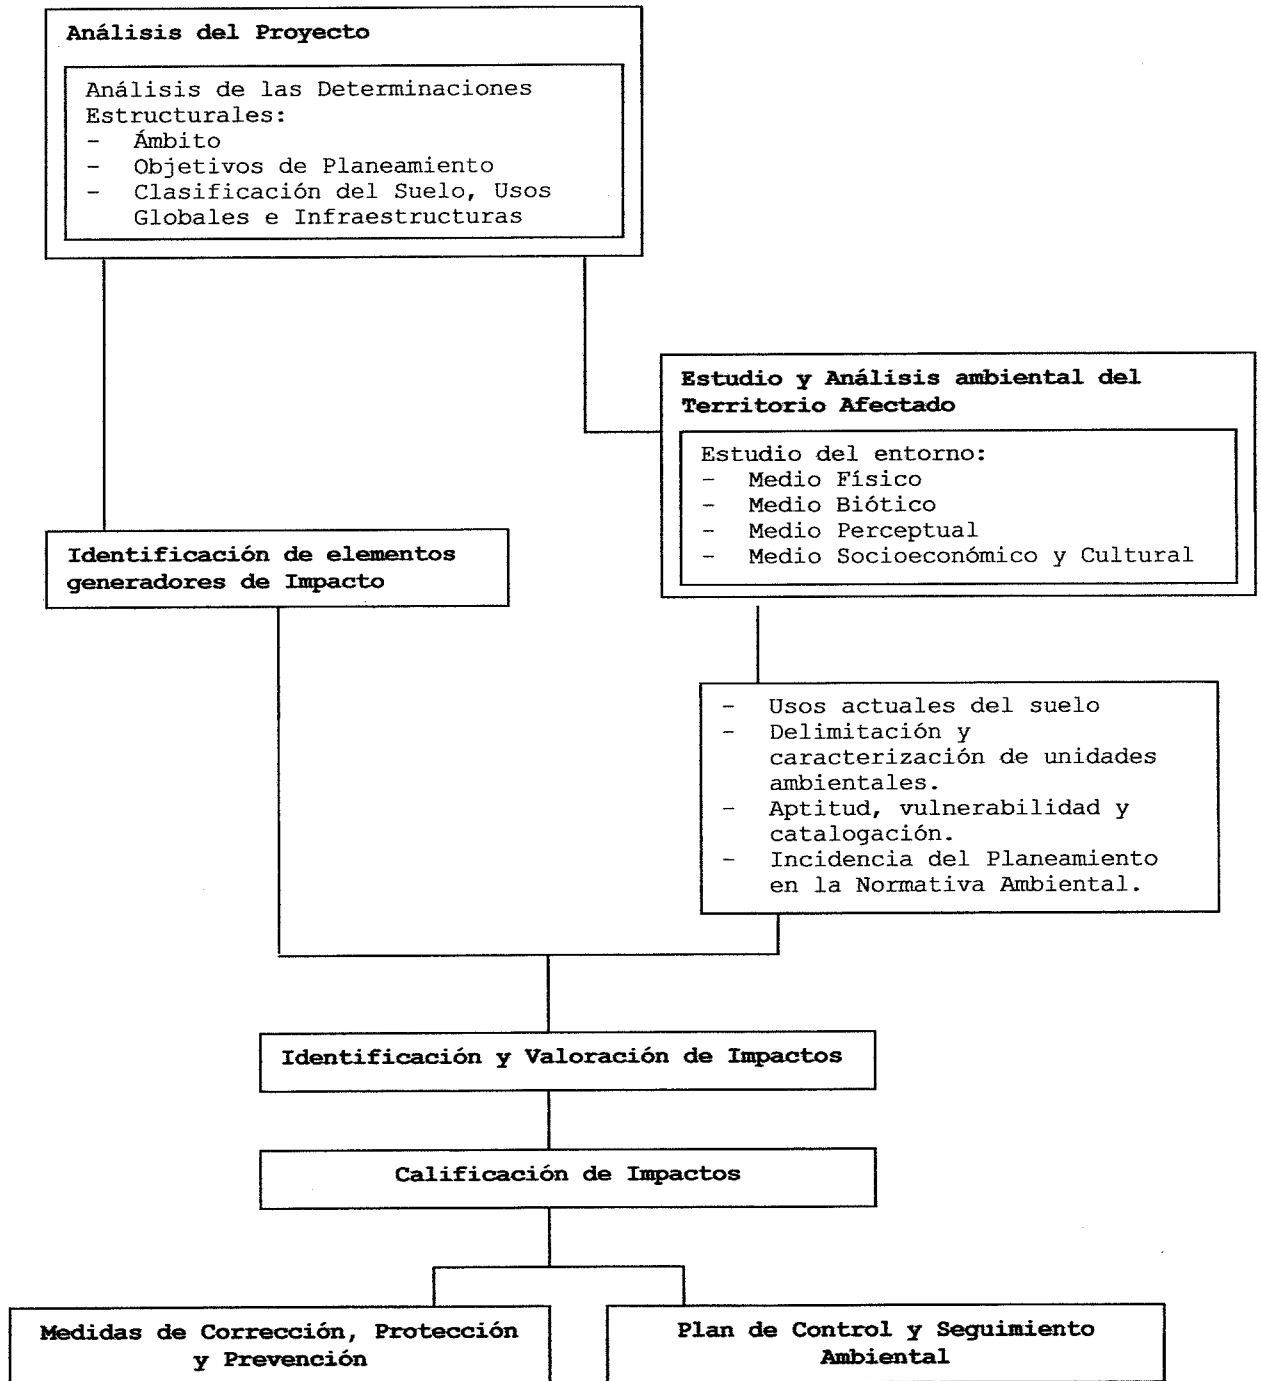 Análisis del Proyecto
Análisis de las Determinaciones
Estructurales:
- Ámbito
- Objetivos de Planeamiento
- Clasificación del Suelo, Usos
Globales e Infraestructuras
Estudio y Análisis ambiental del
Territorio Afectado
Estudio del entorno:
- Medio Físico
- Medio Biótico
- Medio Perceptual
- Medio Socioeconómico y Cultural
Identificación de elementos
generadores de Impacto
- Usos actuales del suelo
- Delimitación y
caracterización de unidades
ambientales.
- Aptitud, vulnerabilidad y
catalogación.
- Incidencia del Planeamiento
en la Normativa Ambiental.
Identificación y Valoración de Impactos
Calificación de Impactos
Medidas de Corrección, Protección
y Prevención
Plan de Control y Seguimiento
Ambiental